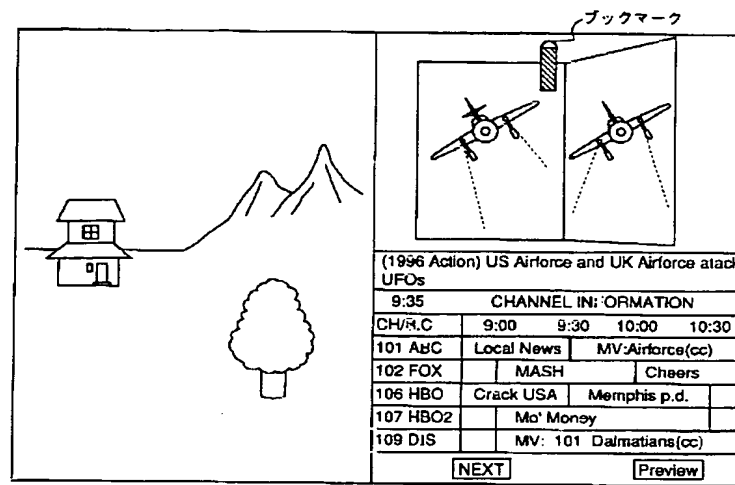 ブックマーク
(1996 Action) US Airforce and UK Airforce atack
UFOs
9:35 CHANNEL INFORMATION
CH/R.C 9:00 9:30 10:00 10:30
101 ABC Local News MV:Airforce(cc)
102 FOX MASH Cheers
106 HBO Crack USA Memphis p.d.
107 HBO2 Mo' Money
109 DIS MV: 101 Dalmatians(cc)
NEXT Preview